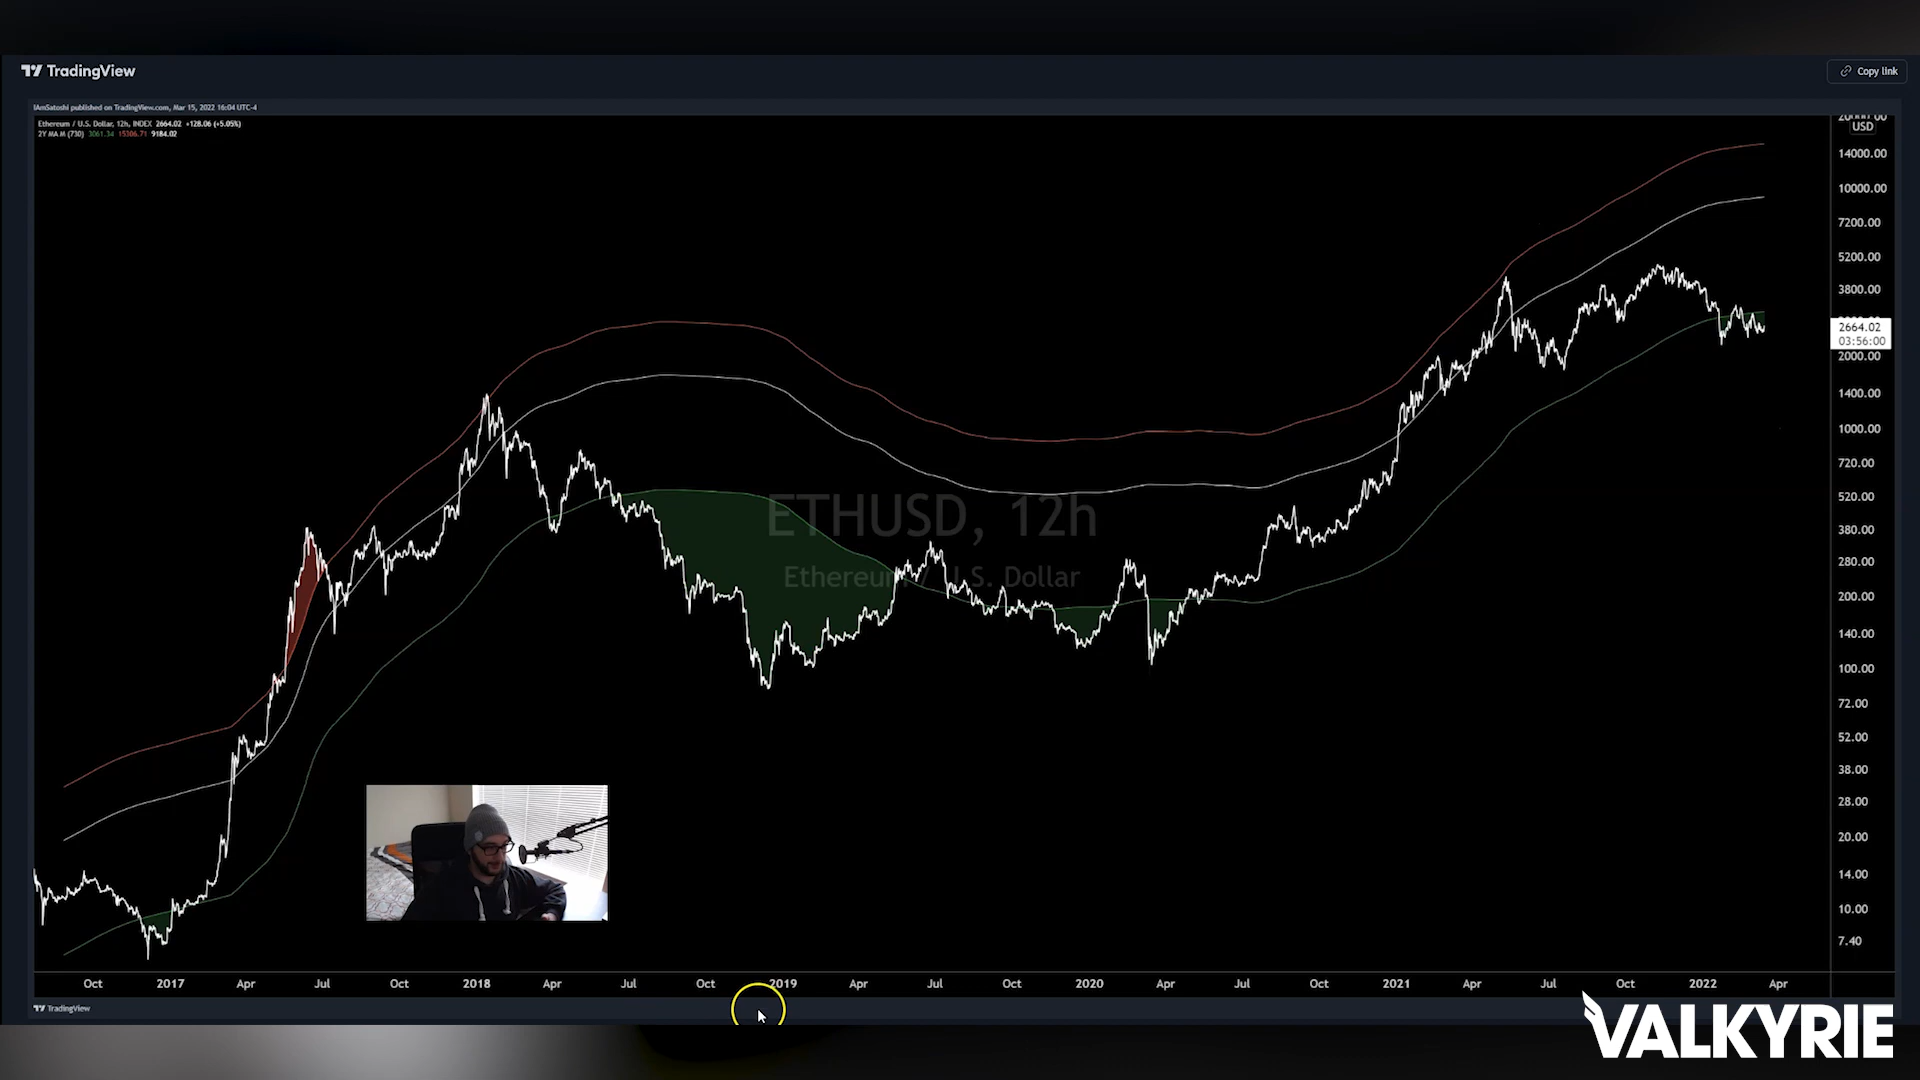 TradingView
Copy link
IAmSatoshi published on TradingView.com, Mar 15, 2022 16:04 UTC-4
Ethereum / U.S. Dollar, 12h, INDEX 2664.02 +128.06 (+5.05%)
2Y MA M (730) 3061.34 15306.71 9184.02
USD
14000.00
10000.00
7200.00
5200.00
3800.00
2664.02
03:56:00
2000.00
1400.00
1000.00
720.00
520.00
380.00
280.00
200.00
140.00
100.00
72.00
52.00
38.00
28.00
20.00
14.00
10.00
7.40
ETHUSD, 12h
Ethereum / U.S. Dollar
Oct 2017 Apr Jul Oct 2018 Apr Jul Oct 2019 Apr Jul Oct 2020 Apr Jul Oct 2021 Apr Jul Oct 2022 Apr
TradingView
VALKYRIE